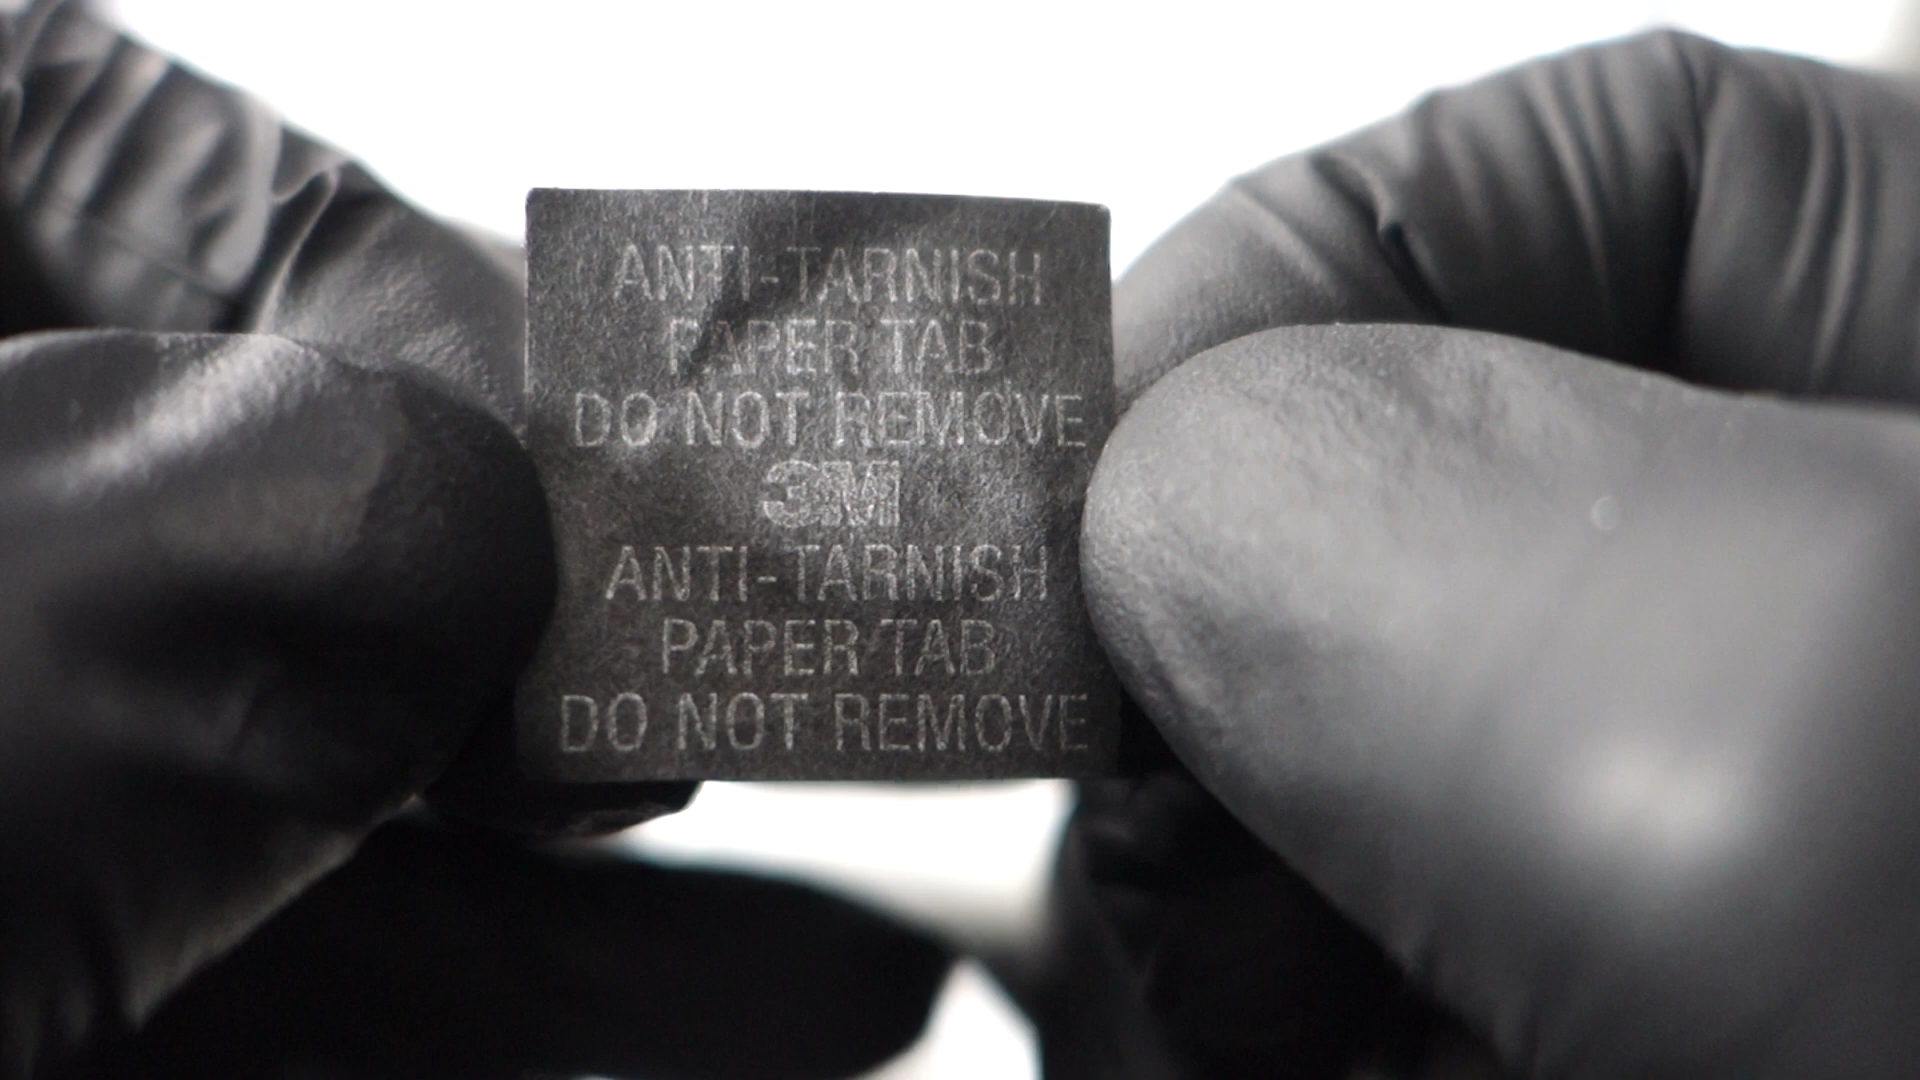 ANTI-TARNISH
PAPER TAB
DO NOT REMOVE
3M
ANTI-TARNISH
PAPER TAB
DO NOT REMOVE